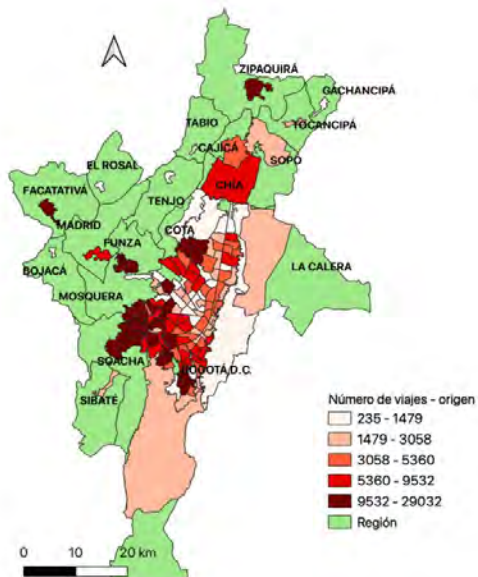 ZIPAQUIRÁ
GACHANCIPÁ
TABIO
TOCANCIPÁ
CAJICÁ
EL ROSAL
SOPO
CHÍA
FACATATIVÁ
TENJO
MADRID
COTA
FUNZA
BOJACÁ
LA CALERA
MOSQUERA
SOACHA
BOGOTÁ D.C.
SIBATÉ
Número de viajes - origen
235 - 1479
1479 - 3058
3058 - 5360
5360 - 9532
9532 - 29032
Región
0 10 20 km